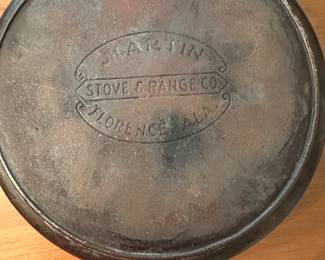 MARTIN
STOVE & RANGE CO.
FLORENCE, ALA.